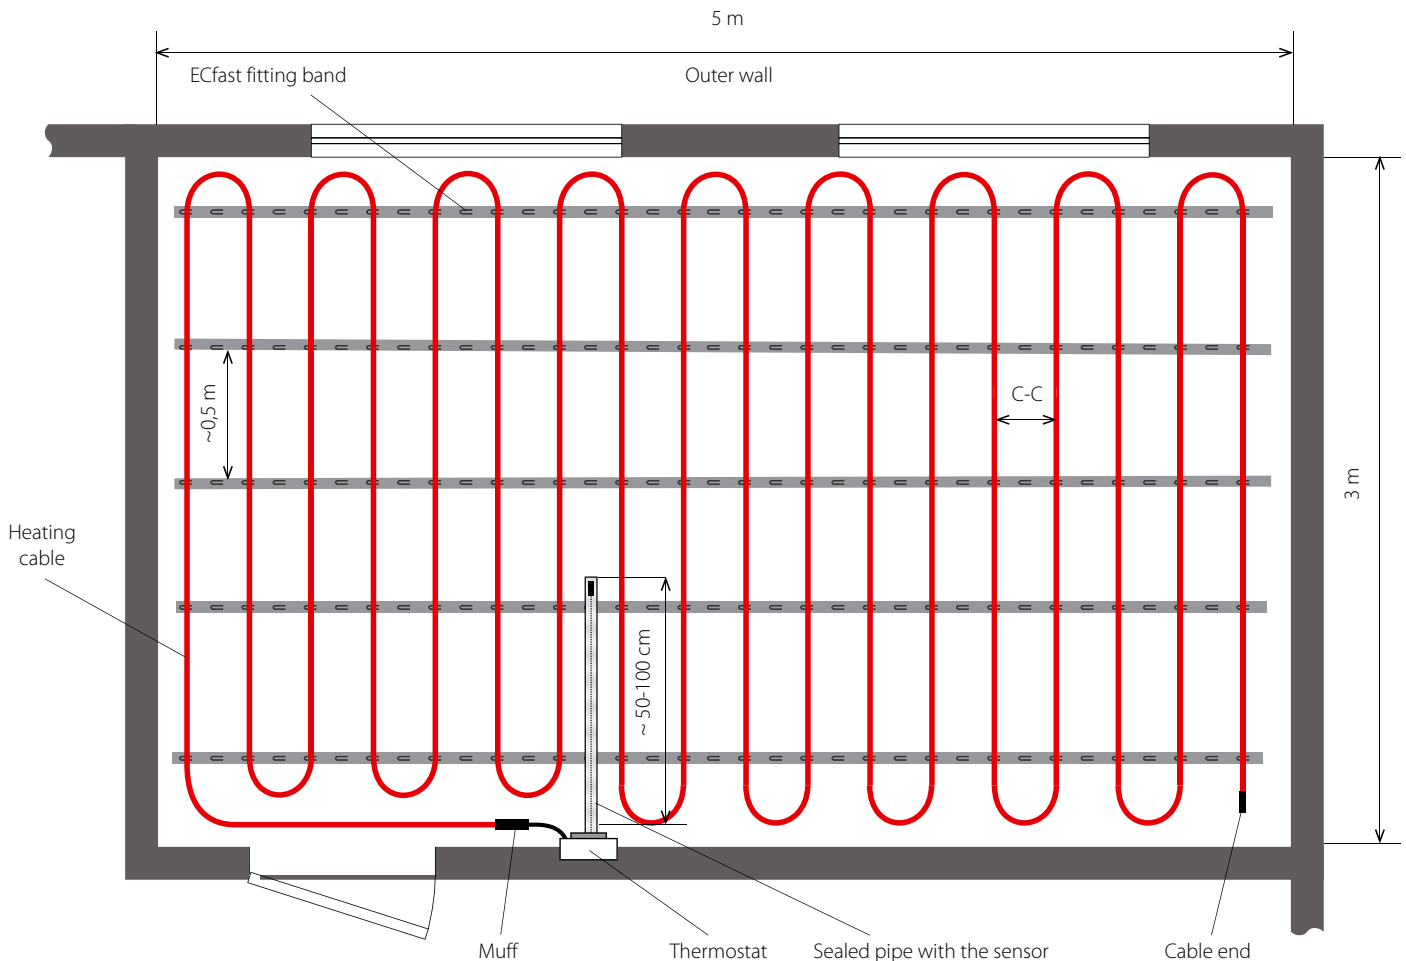 5 m
ECfast fitting band
Outer wall
C-C
~0,5 m
3 m
Heating
cable
~ 50-100 cm
Muff
Thermostat
Sealed pipe with the sensor
Cable end